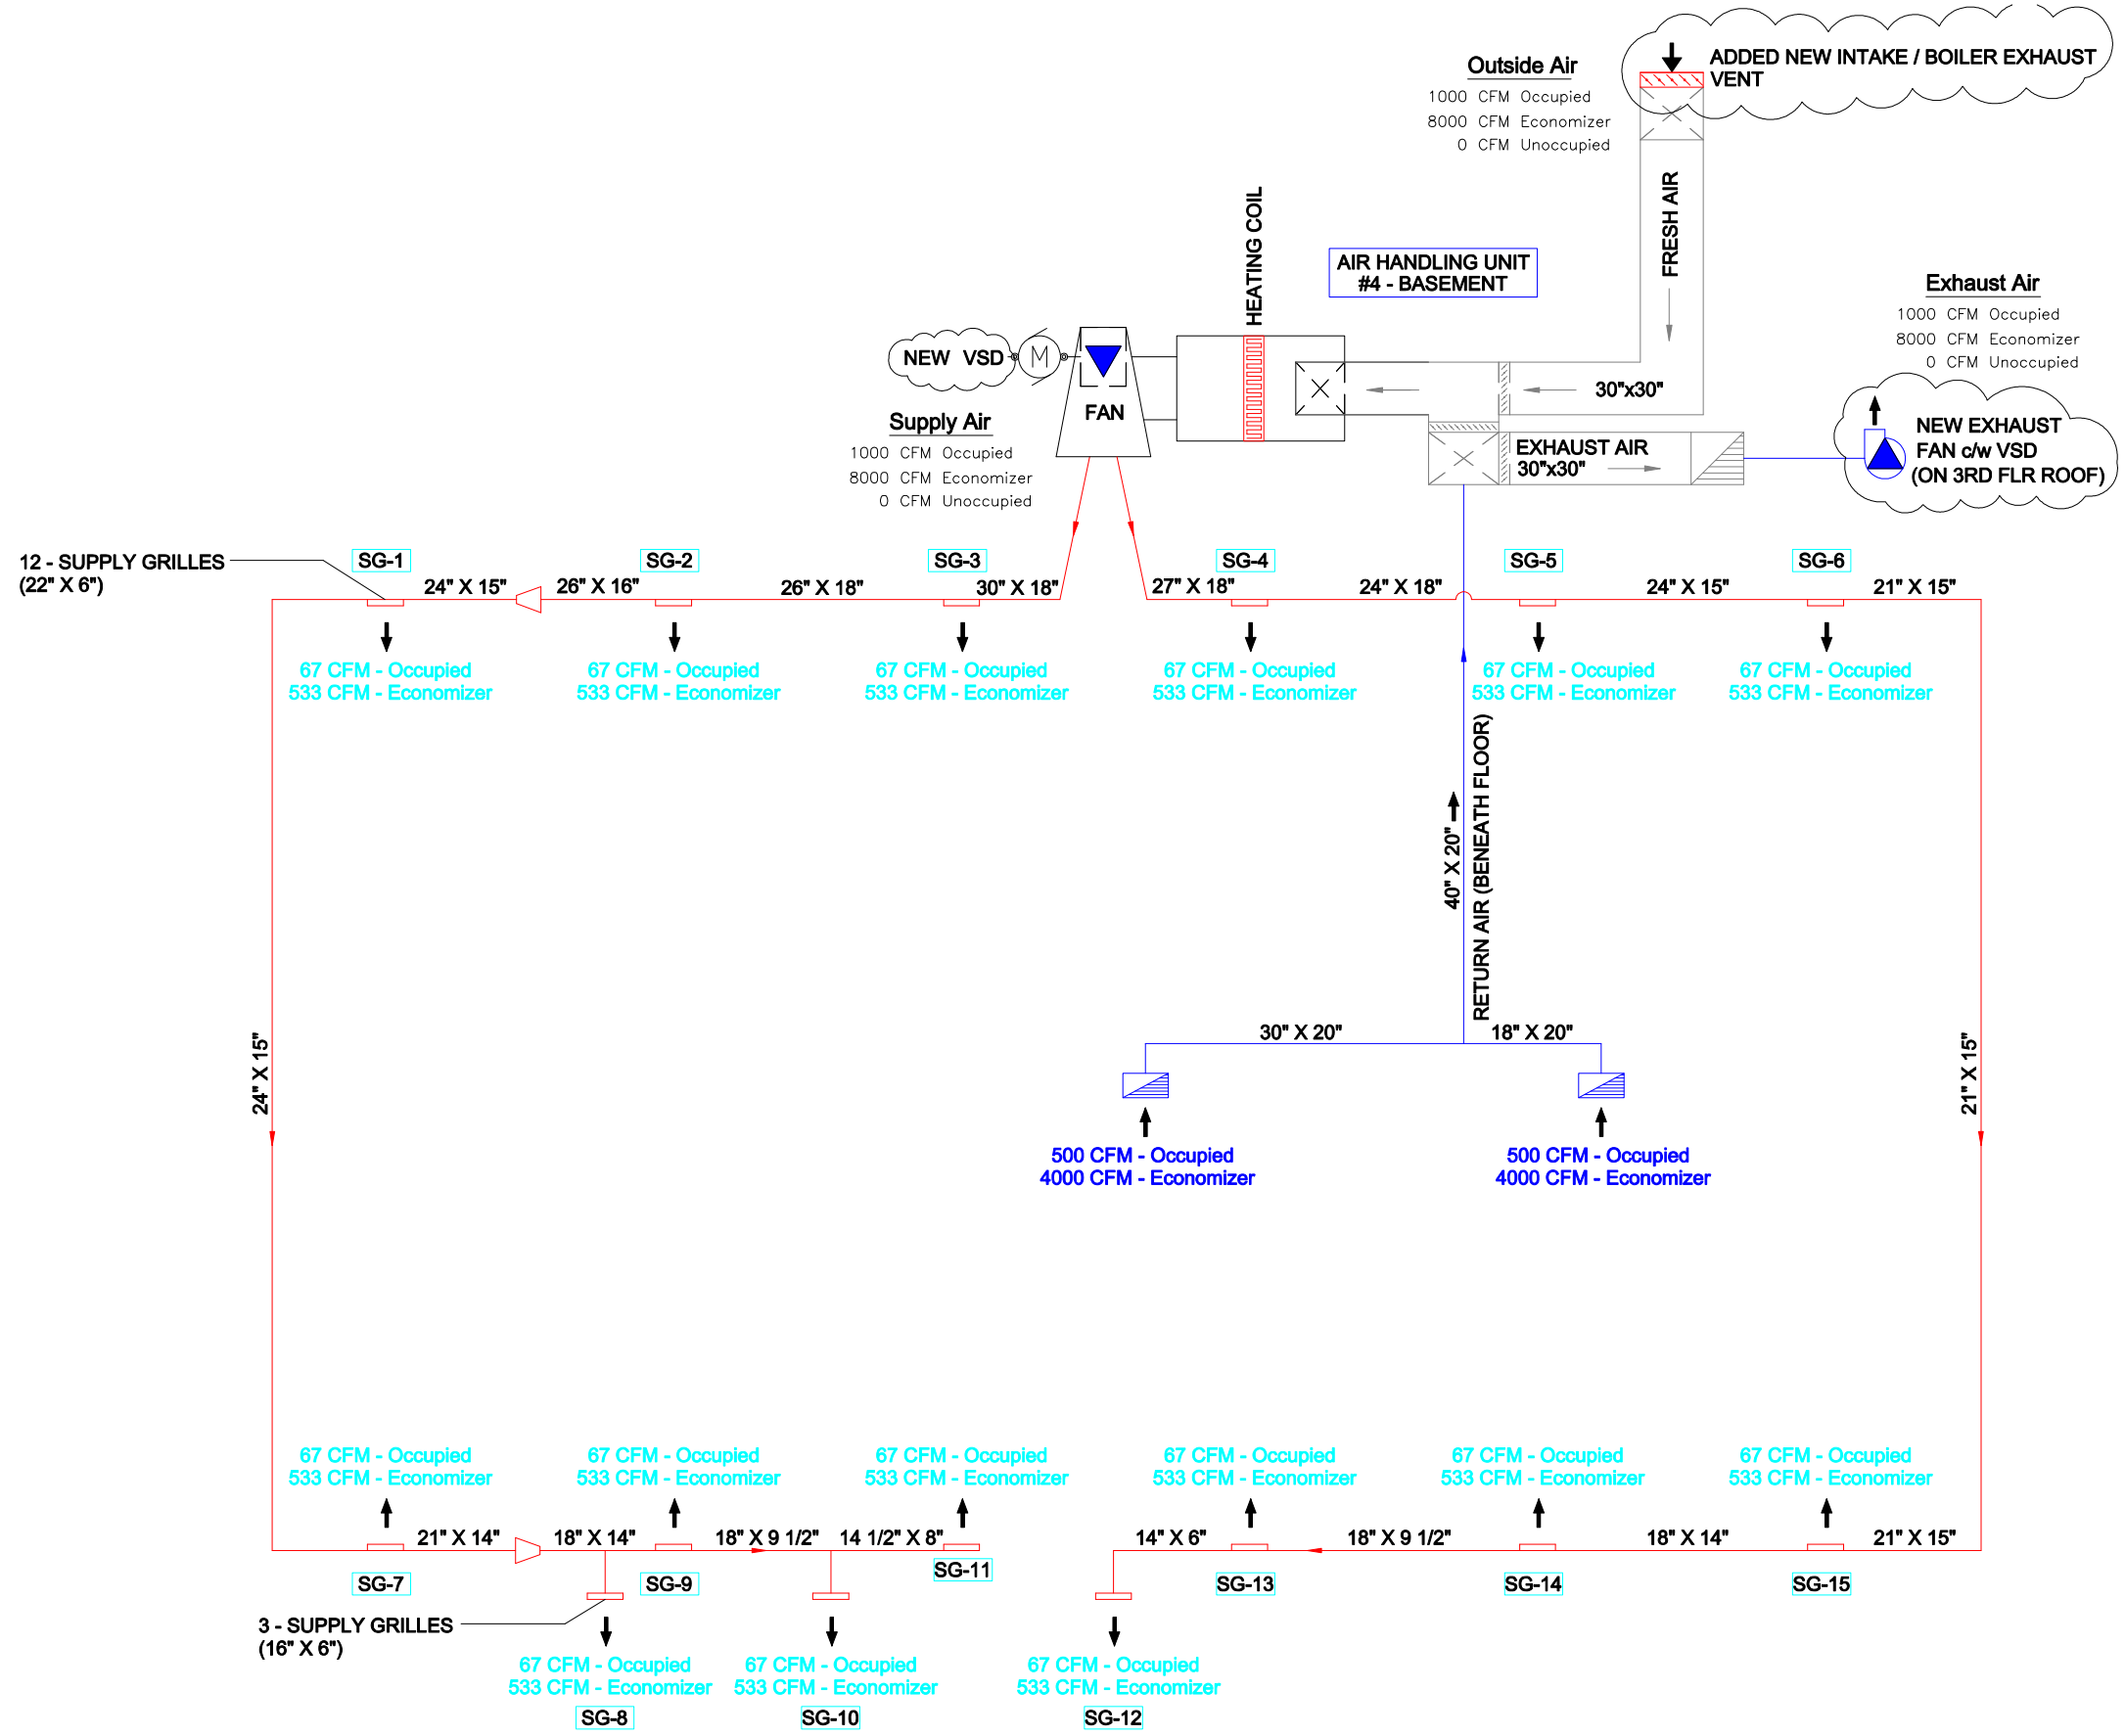 ADDED NEW INTAKE / BOILER EXHAUST
VENT
Outside Air
1000 CFM Occupied
8000 CFM Economizer
0 CFM Unoccupied
FRESH AIR
HEATING COIL
AIR HANDLING UNIT
#4 - BASEMENT
Exhaust Air
1000 CFM Occupied
8000 CFM Economizer
0 CFM Unoccupied
NEW VSD
M
FAN
30"x30"
Supply Air
1000 CFM Occupied
8000 CFM Economizer
0 CFM Unoccupied
EXHAUST AIR
30"x30"
NEW EXHAUST
FAN c/w VSD
(ON 3RD FLR ROOF)
12 - SUPPLY GRILLES
(22" X 6")
SG-1
SG-2
SG-3
SG-4
SG-5
SG-6
24" X 15"
26" X 16"
26" X 18"
30" X 18"
27" X 18"
24" X 18"
24" X 15"
21" X 15"
67 CFM - Occupied
533 CFM - Economizer
67 CFM - Occupied
533 CFM - Economizer
67 CFM - Occupied
533 CFM - Economizer
67 CFM - Occupied
533 CFM - Economizer
67 CFM - Occupied
533 CFM - Economizer
67 CFM - Occupied
533 CFM - Economizer
40" X 20"
RETURN AIR (BENEATH FLOOR)
30" X 20"
18" X 20"
24" X 15"
21" X 15"
500 CFM - Occupied
4000 CFM - Economizer
500 CFM - Occupied
4000 CFM - Economizer
67 CFM - Occupied
533 CFM - Economizer
67 CFM - Occupied
533 CFM - Economizer
67 CFM - Occupied
533 CFM - Economizer
67 CFM - Occupied
533 CFM - Economizer
67 CFM - Occupied
533 CFM - Economizer
67 CFM - Occupied
533 CFM - Economizer
21" X 14"
18" X 14"
18" X 9 1/2"
14 1/2" X 8"
14" X 6"
18" X 9 1/2"
18" X 14"
21" X 15"
SG-7
SG-9
SG-11
SG-13
SG-14
SG-15
3 - SUPPLY GRILLES
(16" X 6")
67 CFM - Occupied
533 CFM - Economizer
SG-8
67 CFM - Occupied
533 CFM - Economizer
SG-10
67 CFM - Occupied
533 CFM - Economizer
SG-12